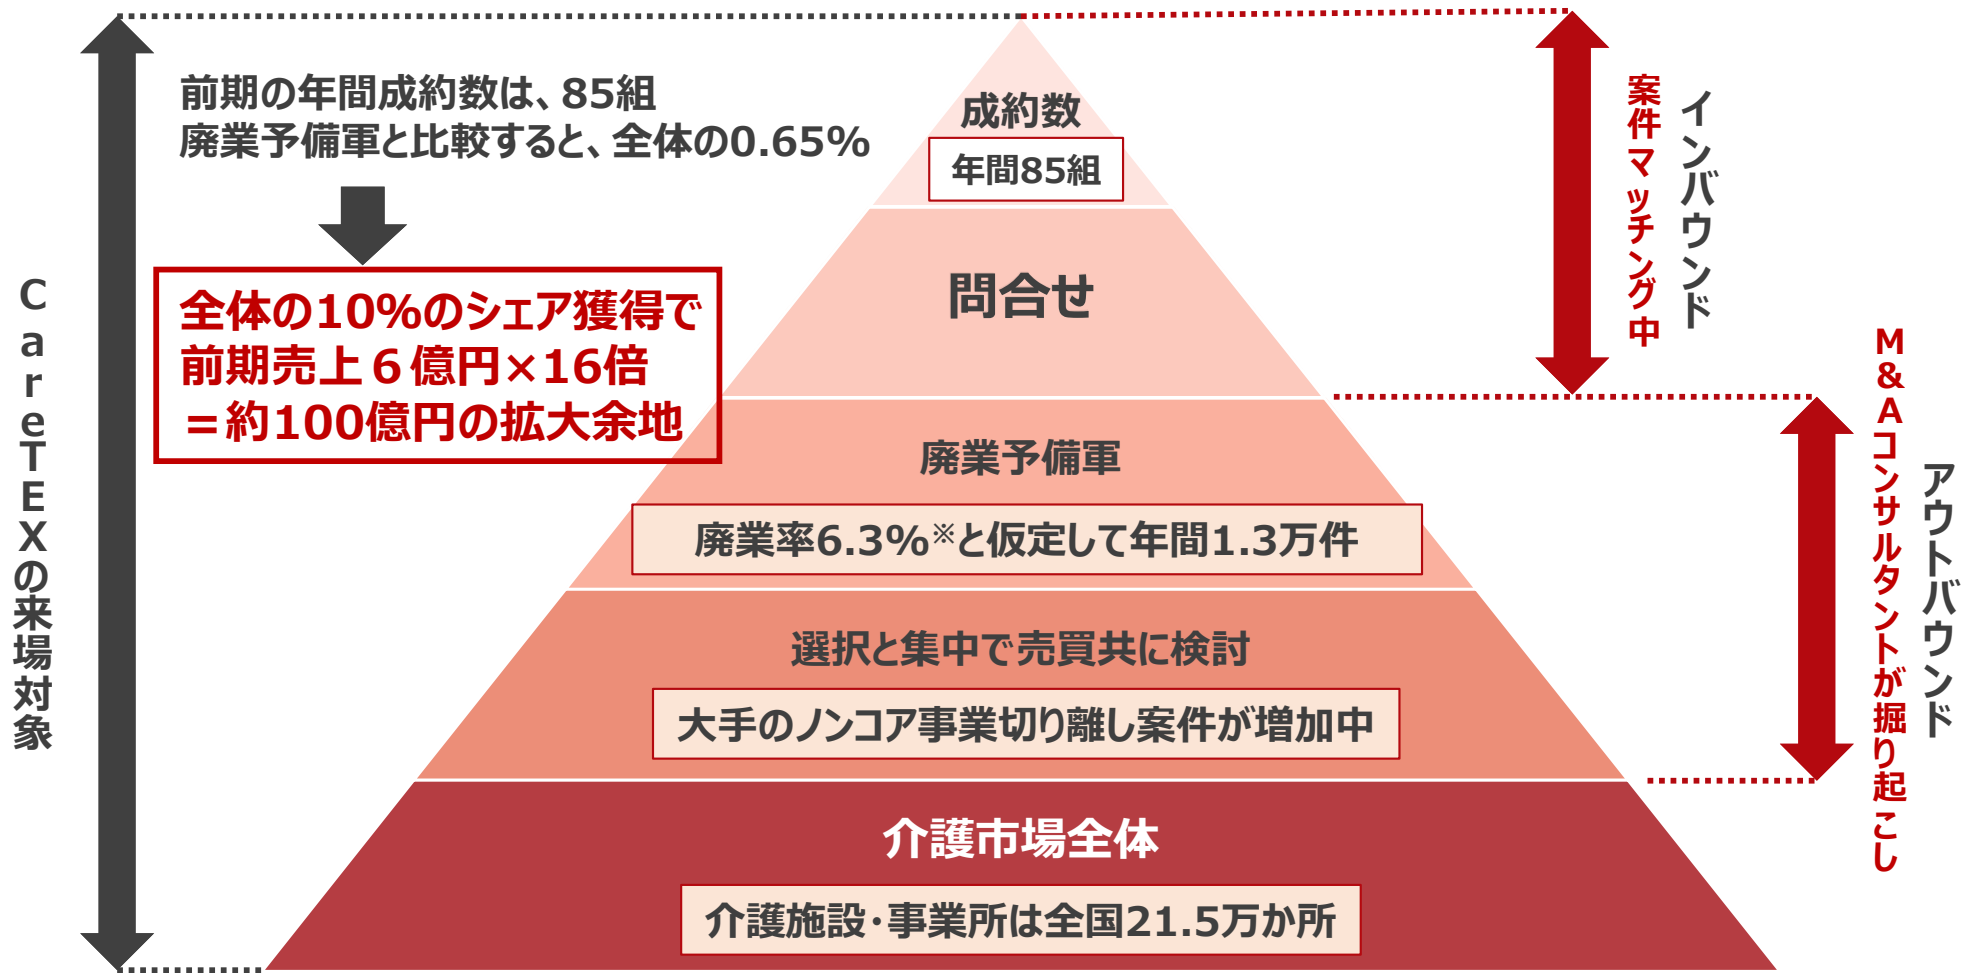 前期の年間成約数は、85組
廃業予備軍と比較すると、全体の0.65%
全体の10%のシェア獲得で
前期売上６億円×16倍
＝約100億円の拡大余地
CareTEXの来場対象
成約数
年間85組
問合せ
廃業予備軍
廃業率6.3%※と仮定して年間1.3万件
選択と集中で売買共に検討
大手のノンコア事業切り離し案件が増加中
介護市場全体
介護施設・事業所は全国21.5万か所
インバウンド
案件マッチング中
アウトバウンド
M&Aコンサルタントが掘り起こし